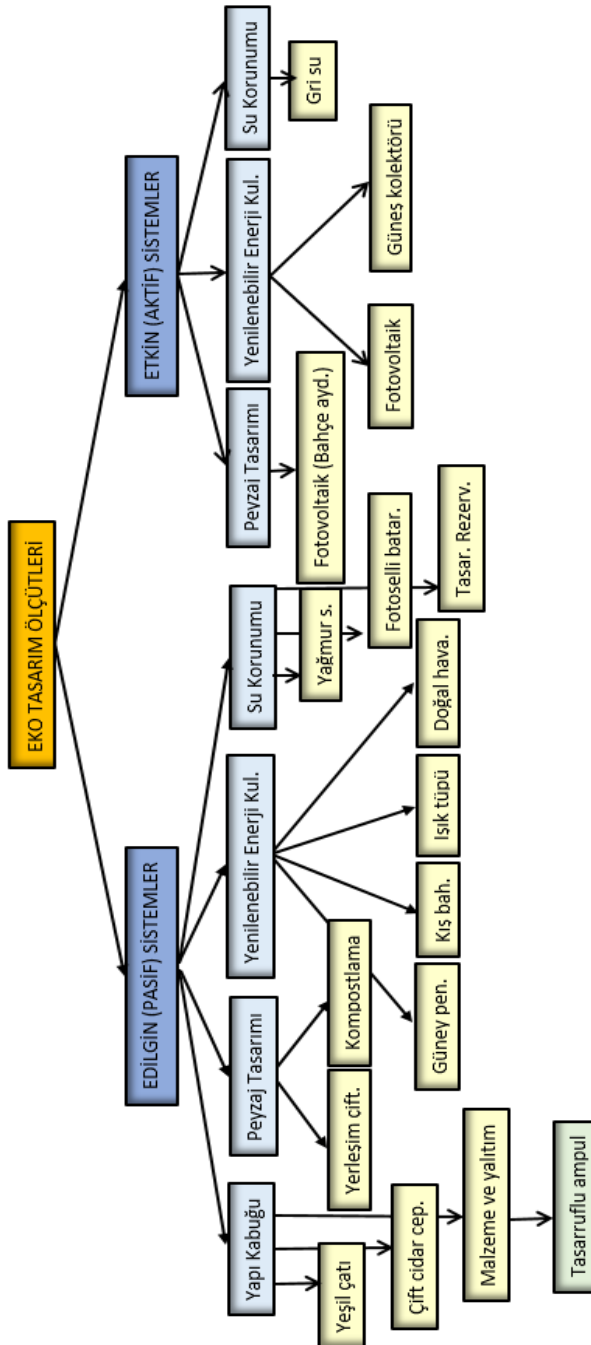 EKO TASARIM ÖLÇÜTLERİ
EDİLGİN (PASİF) SİSTEMLER
ETKİN (AKTİF) SİSTEMLER
Yapı Kabuğu
Peyzaj Tasarımı
Yenilenebilir Enerji Kul.
Su Korunumu
Pevzai Tasarımı
Yenilenebilir Enerji Kul.
Su Korunumu
Yeşil çatı
Çift cidar cep.
Malzeme ve yalıtım
Tasarruflu ampul
Yerleşim çift.
Kompostlama
Güney pen.
Kış bah.
Işık tüpü
Doğal hava.
Yağmur s.
Fotoselli batar.
Tasar. Rezerv.
Fotovoltaik (Bahçe ayd.)
Fotovoltaik
Güneş kolektörü
Gri su